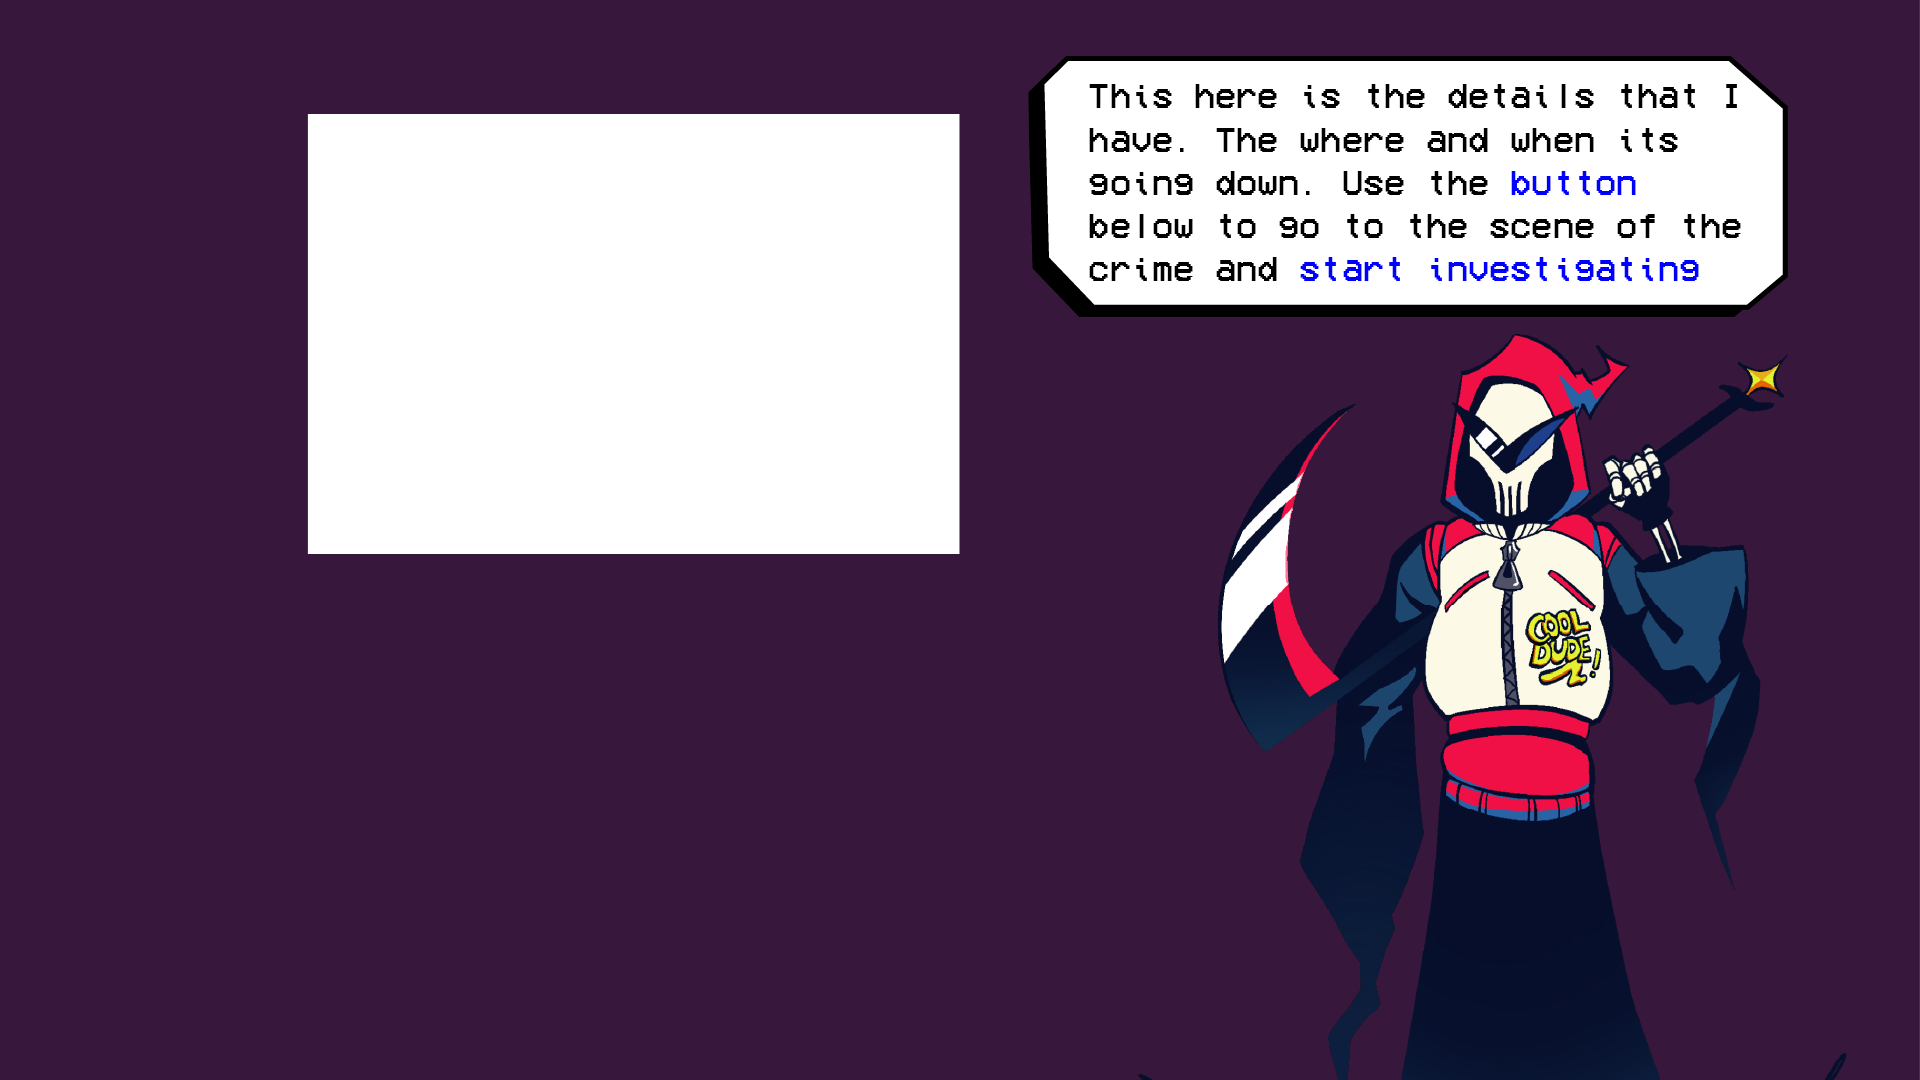 This here is the details that I
have. The where and when its
going down. Use the button
below to go to the scene of the
crime and start investigating
COOL
DUDE!